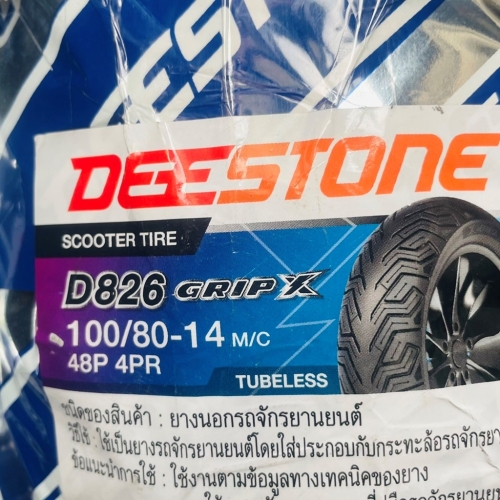 DEESTONE
SCOOTER TIRE
D826 GRIP X
100/80-14 M/C
48P 4PR
TUBELESS
ชนิดของสินค้า : ยางนอกรถจักรยานยนต์
วิธีใช้ : ใช้เป็นยางรถจักรยานยนต์โดยใส่ประกอบกับกระทะล้อรถจักรยา
ข้อแนะนำการใช้ : ใช้งานตามข้อมูลทางเทคนิคของยาง